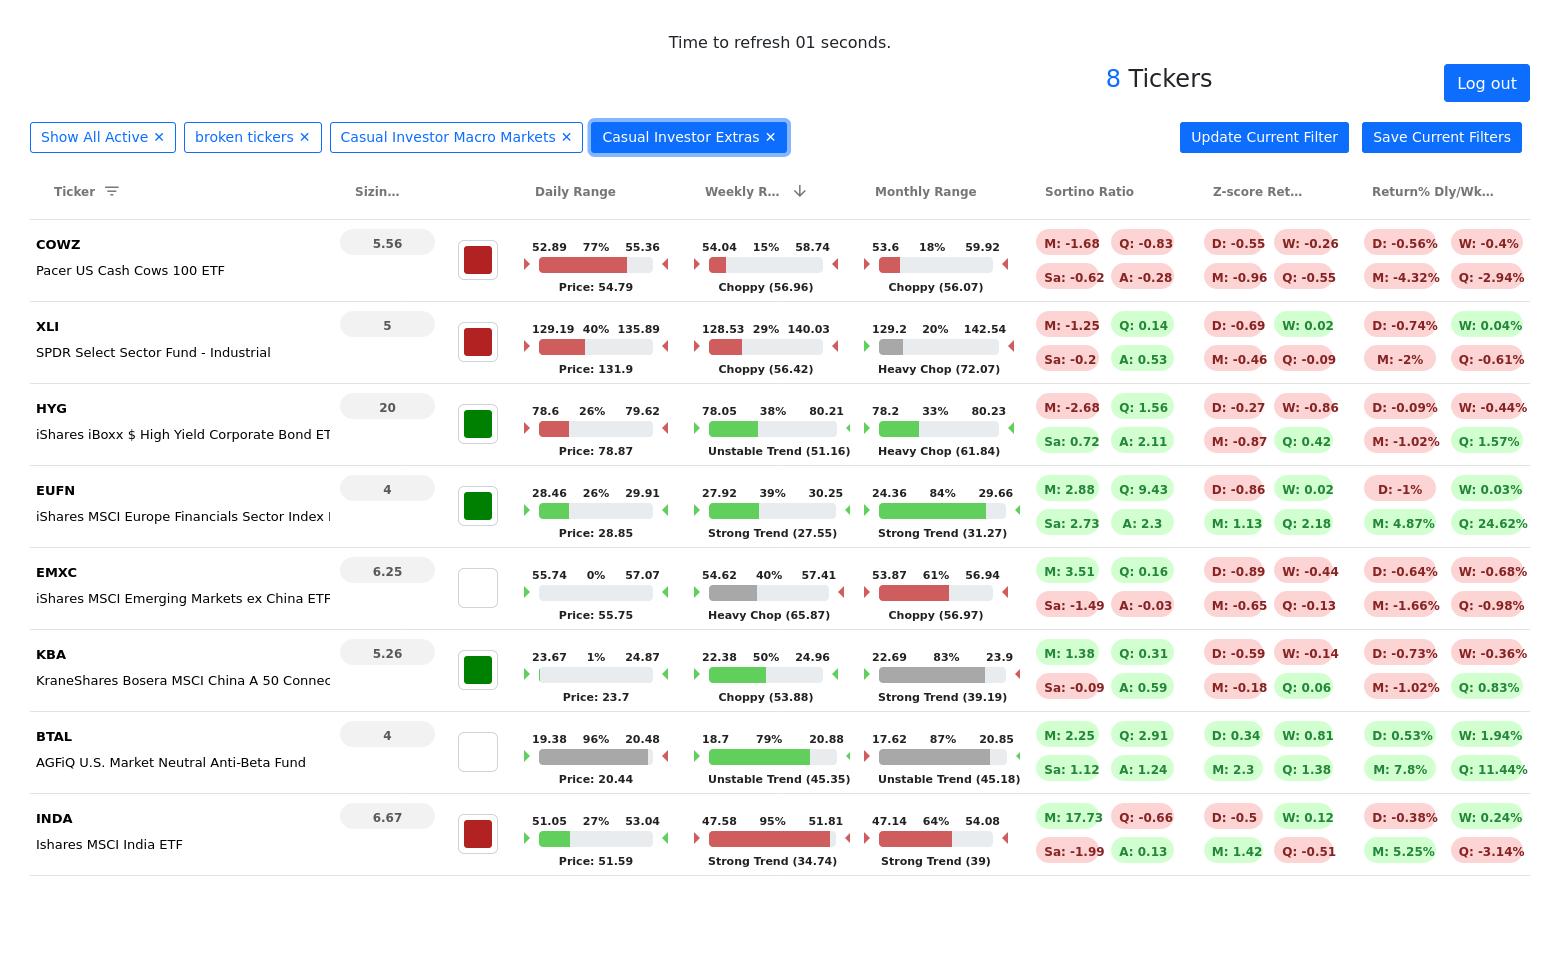 Time to refresh 01 seconds.
8 Tickers
Log out
Show All Active ✕ broken tickers ✕ Casual Investor Macro Markets ✕ Casual Investor Extras ✕ Update Current Filter Save Current Filters
Ticker Sizin... Daily Range Weekly R... Monthly Range Sortino Ratio Z-score Ret... Return% Dly/Wk...
COWZ 5.56
Pacer US Cash Cows 100 ETF
52.89 77% 55.36 54.04 15% 58.74 53.6 18% 59.92
Price: 54.79 Choppy (56.96) Choppy (56.07)
M: -1.68 Q: -0.83 D: -0.55 W: -0.26 D: -0.56% W: -0.4%
Sa: -0.62 A: -0.28 M: -0.96 Q: -0.55 M: -4.32% Q: -2.94%
XLI 5
SPDR Select Sector Fund - Industrial
129.19 40% 135.89 128.53 29% 140.03 129.2 20% 142.54
Price: 131.9 Choppy (56.42) Heavy Chop (72.07)
M: -1.25 Q: 0.14 D: -0.69 W: 0.02 D: -0.74% W: 0.04%
Sa: -0.2 A: 0.53 M: -0.46 Q: -0.09 M: -2% Q: -0.61%
HYG 20
iShares iBoxx $ High Yield Corporate Bond ET
78.6 26% 79.62 78.05 38% 80.21 78.2 33% 80.23
Price: 78.87 Unstable Trend (51.16) Heavy Chop (61.84)
M: -2.68 Q: 1.56 D: -0.27 W: -0.86 D: -0.09% W: -0.44%
Sa: 0.72 A: 2.11 M: -0.87 Q: 0.42 M: -1.02% Q: 1.57%
EUFN 4
iShares MSCI Europe Financials Sector Index
28.46 26% 29.91 27.92 39% 30.25 24.36 84% 29.66
Price: 28.85 Strong Trend (27.55) Strong Trend (31.27)
M: 2.88 Q: 9.43 D: -0.86 W: 0.02 D: -1% W: 0.03%
Sa: 2.73 A: 2.3 M: 1.13 Q: 2.18 M: 4.87% Q: 24.62%
EMXC 6.25
iShares MSCI Emerging Markets ex China ETF
55.74 0% 57.07 54.62 40% 57.41 53.87 61% 56.94
Price: 55.75 Heavy Chop (65.87) Choppy (56.97)
M: 3.51 Q: 0.16 D: -0.89 W: -0.44 D: -0.64% W: -0.68%
Sa: -1.49 A: -0.03 M: -0.65 Q: -0.13 M: -1.66% Q: -0.98%
KBA 5.26
KraneShares Bosera MSCI China A 50 Connec
23.67 1% 24.87 22.38 50% 24.96 22.69 83% 23.9
Price: 23.7 Choppy (53.88) Strong Trend (39.19)
M: 1.38 Q: 0.31 D: -0.59 W: -0.14 D: -0.73% W: -0.36%
Sa: -0.09 A: 0.59 M: -0.18 Q: 0.06 M: -1.02% Q: 0.83%
BTAL 4
AGFiQ U.S. Market Neutral Anti-Beta Fund
19.38 96% 20.48 18.7 79% 20.88 17.62 87% 20.85
Price: 20.44 Unstable Trend (45.35) Unstable Trend (45.18)
M: 2.25 Q: 2.91 D: 0.34 W: 0.81 D: 0.53% W: 1.94%
Sa: 1.12 A: 1.24 M: 2.3 Q: 1.38 M: 7.8% Q: 11.44%
INDA 6.67
Ishares MSCI India ETF
51.05 27% 53.04 47.58 95% 51.81 47.14 64% 54.08
Price: 51.59 Strong Trend (34.74) Strong Trend (39)
M: 17.73 Q: -0.66 D: -0.5 W: 0.12 D: -0.38% W: 0.24%
Sa: -1.99 A: 0.13 M: 1.42 Q: -0.51 M: 5.25% Q: -3.14%